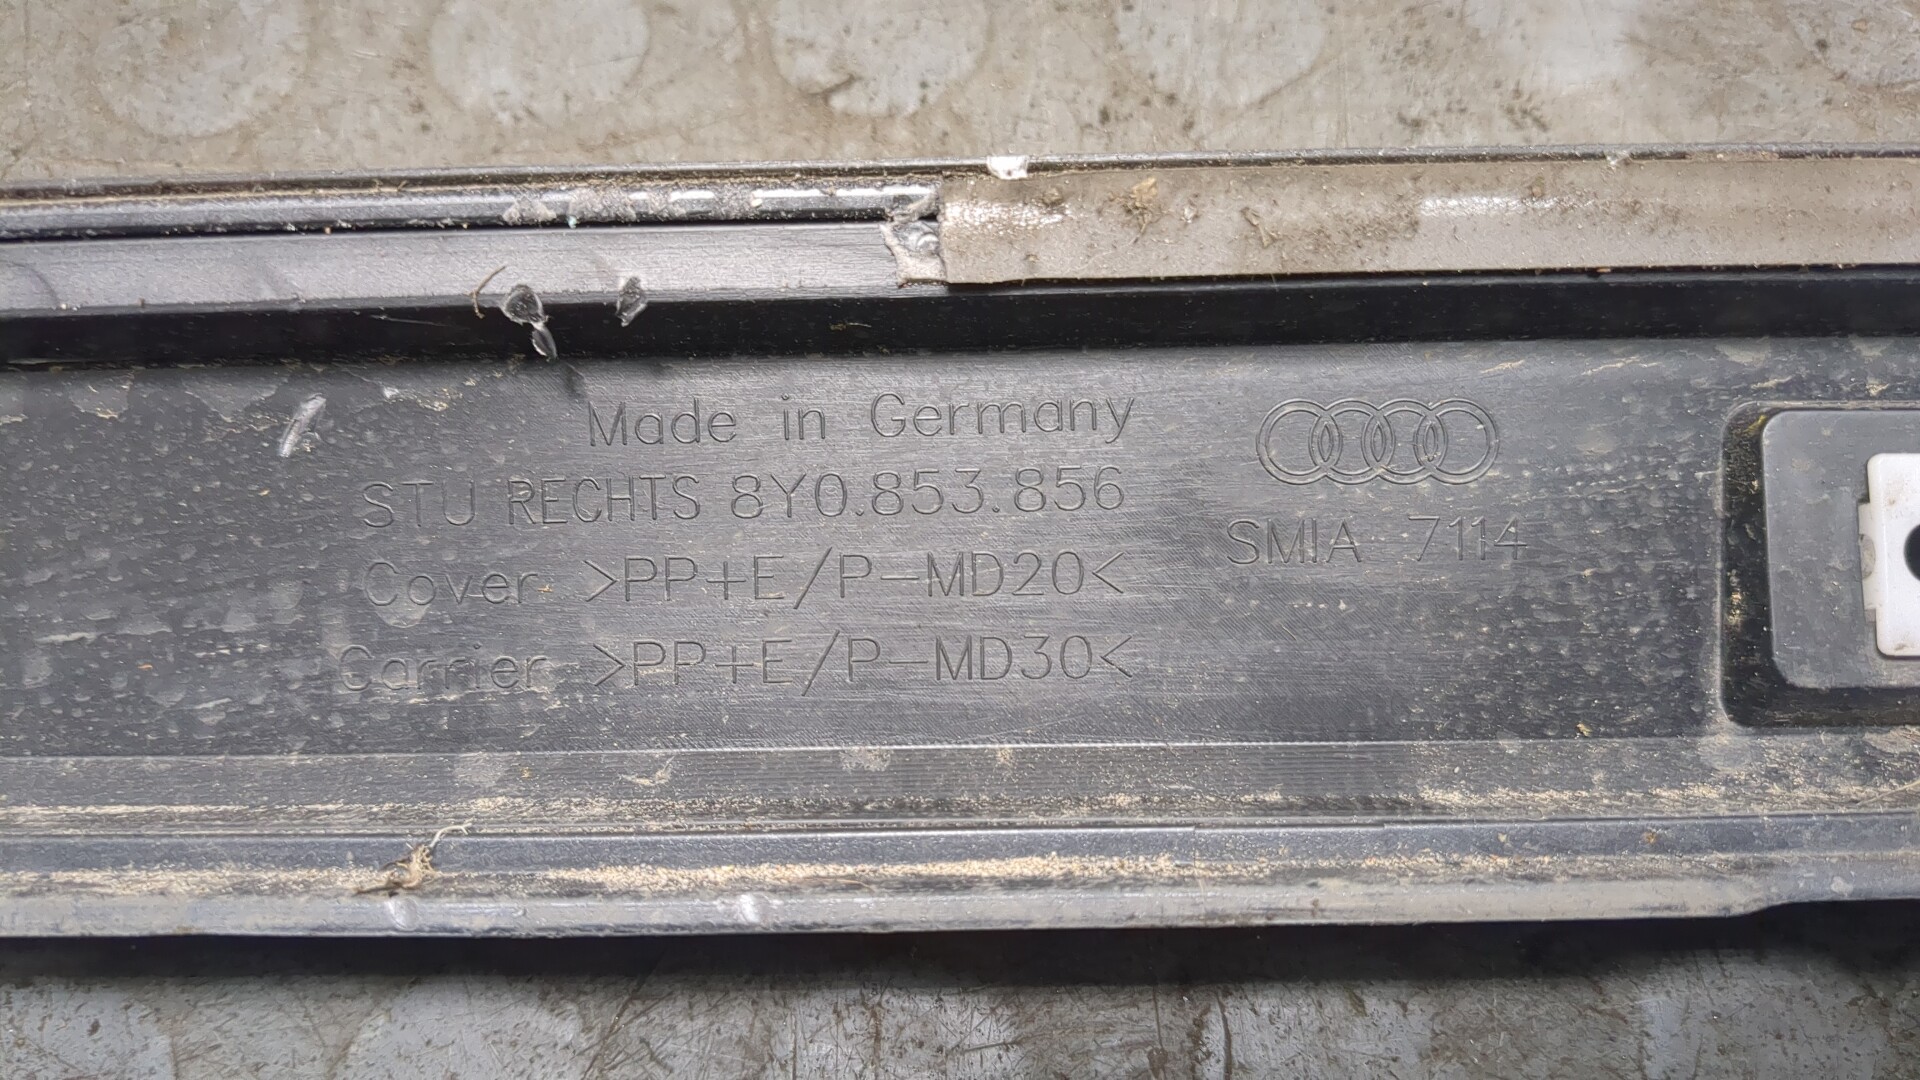 Made in Germany
STU RECHTS 8Y0.853.856
Cover >PP+E/P-MD20<
Carrier >PP+E/P-MD30<
SMIA 7114